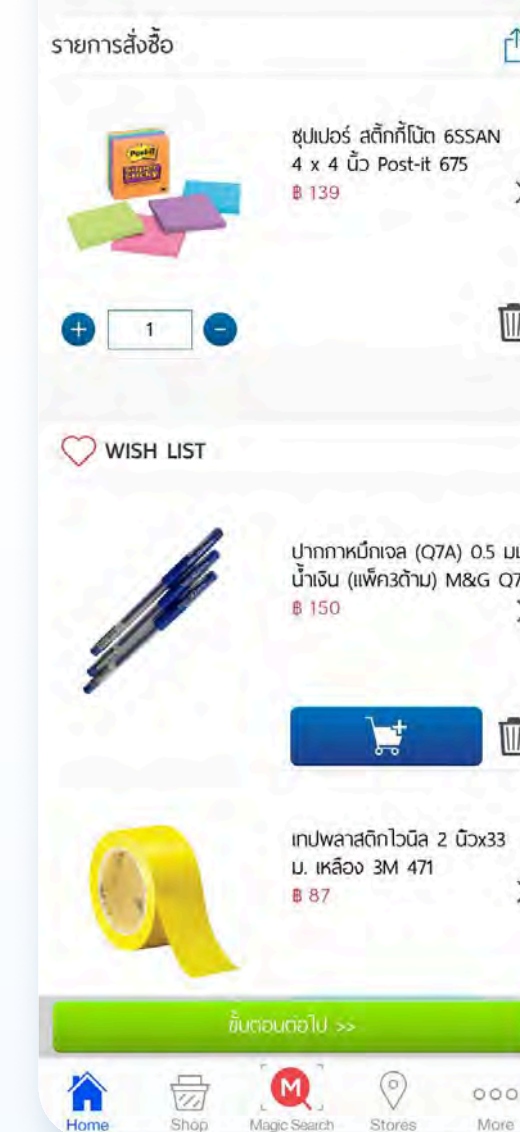 รายการสั่งซื้อ
Post-it
ซุปเปอร์ สติ๊กกี้โน้ต 6SSAN
4 x 4 นิ้ว Post-it 675
฿ 139
+ 1 -
WISH LIST
ปากกาหมึกเจล (Q7A) 0.5 มม
น้ำเงิน (แพ็ค3ด้าม) M&G Q7
฿ 150
เทปพลาสติกไวนิล 2 นิ้วx33
ม. เหลือง 3M 471
฿ 87
ขั้นตอนต่อไป >>
M
Home Shop Magic Search Stores More